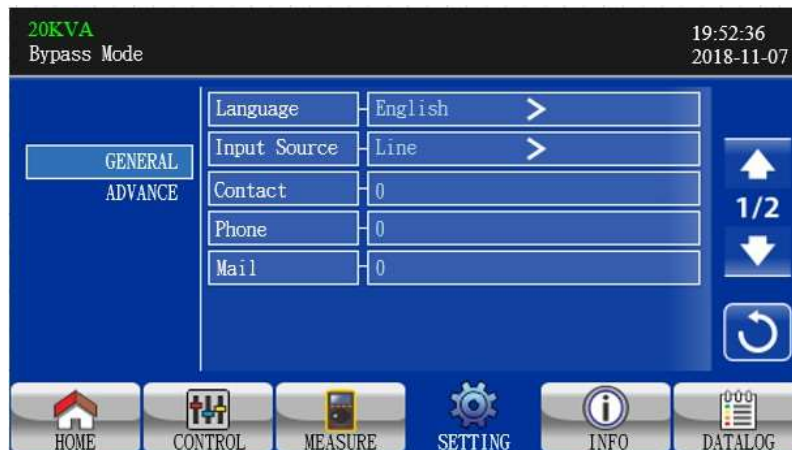 20KVA
19:52:36
Bypass Mode
2018-11-07
Language
English
>
GENERAL
Input Source
Line
>
ADVANCE
Contact
0
1/2
Phone
0
Mail
0
HOME
CONTROL
MEASURE
SETTING
INFO
DATALOG